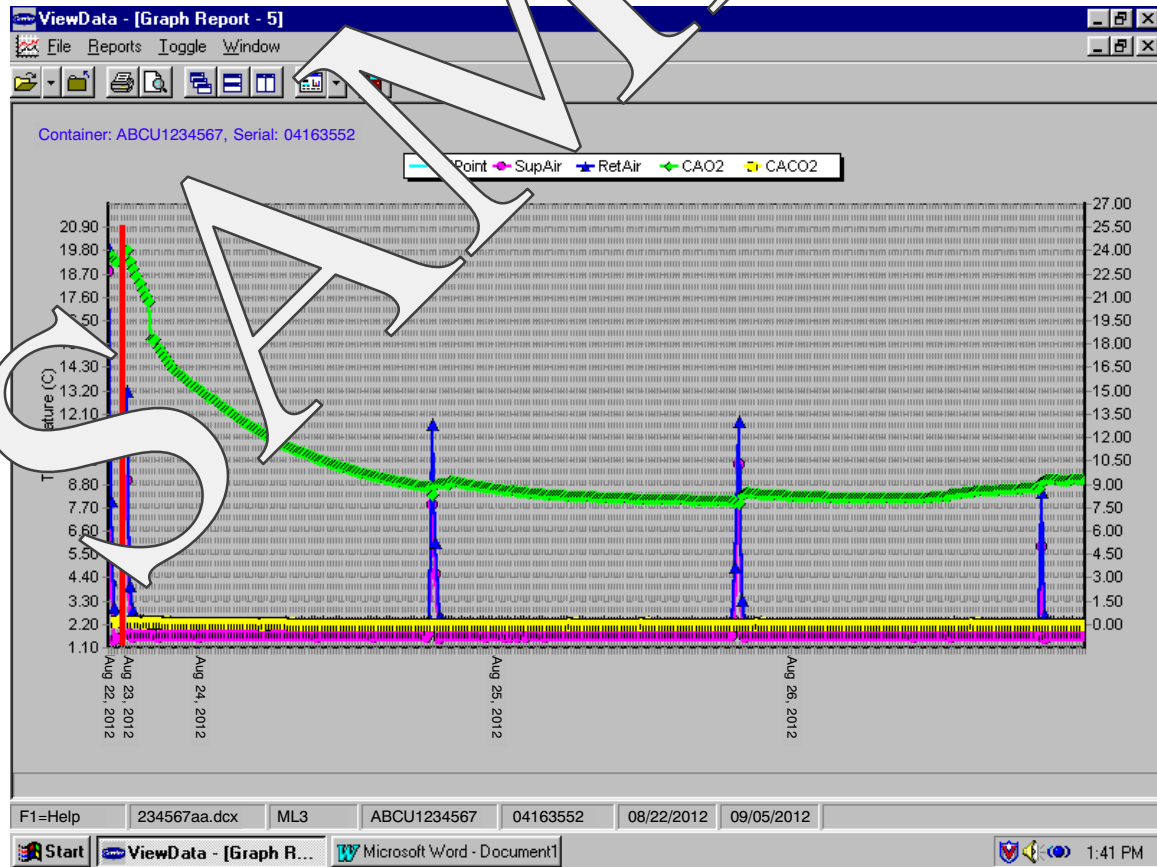 ViewData - [Graph Report - 5]
File Reports Toggle Window
Container: ABCU1234567, Serial: 04163552
Point SupAir RetAir CAO2 CACO2
20.90
19.80
18.70
17.60
14.30
13.20
12.10
8.80
7.70
6.60
5.50
4.40
3.30
2.20
1.10
27.00
25.50
24.00
22.50
21.00
19.50
18.00
16.50
15.00
13.50
12.00
10.50
9.00
7.50
6.00
4.50
3.00
1.50
0.00
Aug 22, 2012
Aug 23, 2012
Aug 24, 2012
Aug 25, 2012
Aug 26, 2012
SAM
F1=Help 234567aa.dcx ML3 ABCU1234567 04163552 08/22/2012 09/05/2012
Start ViewData - [Graph R... Microsoft Word - Document1 1:41 PM